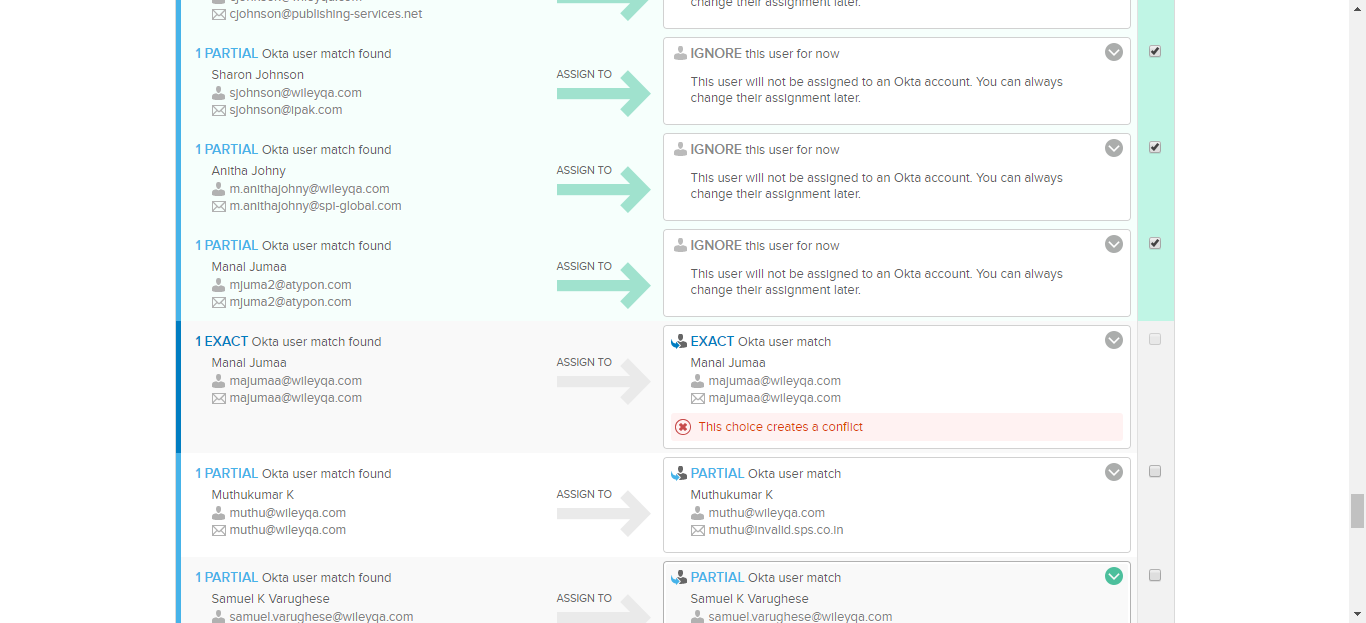 cjohnson@publishing-services.net
change their assignment later.
1 PARTIAL Okta user match found
Sharon Johnson
sjohnson@wileyqa.com
sjohnson@ipak.com
ASSIGN TO
IGNORE this user for now
This user will not be assigned to an Okta account. You can always
change their assignment later.
1 PARTIAL Okta user match found
Anitha Johny
m.anithajohny@wileyqa.com
m.anithajohny@spi-global.com
ASSIGN TO
IGNORE this user for now
This user will not be assigned to an Okta account. You can always
change their assignment later.
1 PARTIAL Okta user match found
Manal Jumaa
mjuma2@atypon.com
mjuma2@atypon.com
ASSIGN TO
IGNORE this user for now
This user will not be assigned to an Okta account. You can always
change their assignment later.
1 EXACT Okta user match found
Manal Jumaa
majumaa@wileyqa.com
majumaa@wileyqa.com
ASSIGN TO
EXACT Okta user match
Manal Jumaa
majumaa@wileyqa.com
majumaa@wileyqa.com
This choice creates a conflict
1 PARTIAL Okta user match found
Muthukumar K
muthu@wileyqa.com
muthu@wileyqa.com
ASSIGN TO
PARTIAL Okta user match
Muthukumar K
muthu@wileyqa.com
muthu@invalid.sps.co.in
1 PARTIAL Okta user match found
Samuel K Varughese
samuel.varughese@wileyqa.com
ASSIGN TO
PARTIAL Okta user match
Samuel K Varughese
samuel.varughese@wileyqa.com